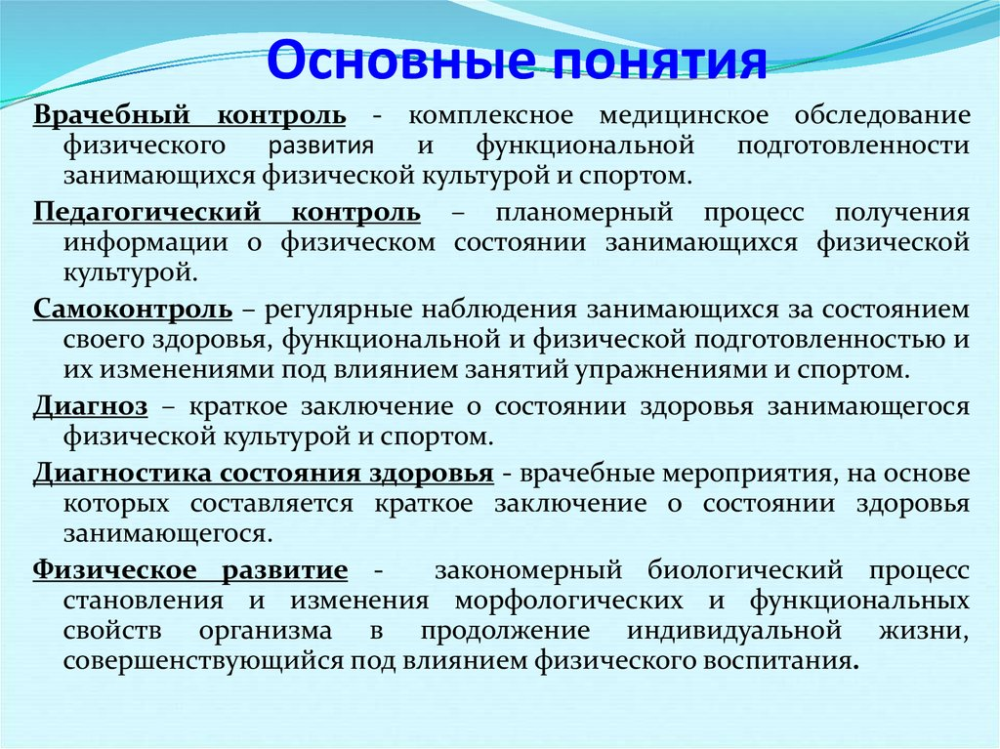 Основные понятия
Врачебный контроль - комплексное медицинское обследование
физического развития и функциональной подготовленности
занимающихся физической культурой и спортом.
Педагогический контроль – планомерный процесс получения
информации о физическом состоянии занимающихся физической
культурой.
Самоконтроль – регулярные наблюдения занимающихся за состоянием
своего здоровья, функциональной и физической подготовленностью и
их изменениями под влиянием занятий упражнениями и спортом.
Диагноз – краткое заключение о состоянии здоровья занимающегося
физической культурой и спортом.
Диагностика состояния здоровья - врачебные мероприятия, на основе
которых составляется краткое заключение о состоянии здоровья
занимающегося.
Физическое развитие - закономерный биологический процесс
становления и изменения морфологических и функциональных
свойств организма в продолжение индивидуальной жизни,
совершенствующийся под влиянием физического воспитания.